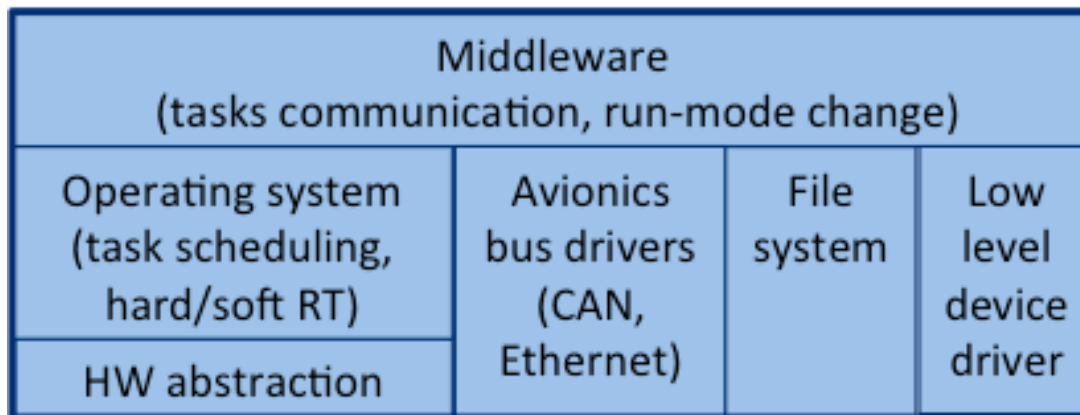 Middleware
(tasks communication, run-mode change)
Operating system
(task scheduling,
hard/soft RT)
HW abstraction
Avionics
bus drivers
(CAN,
Ethernet)
File
system
Low
level
device
driver